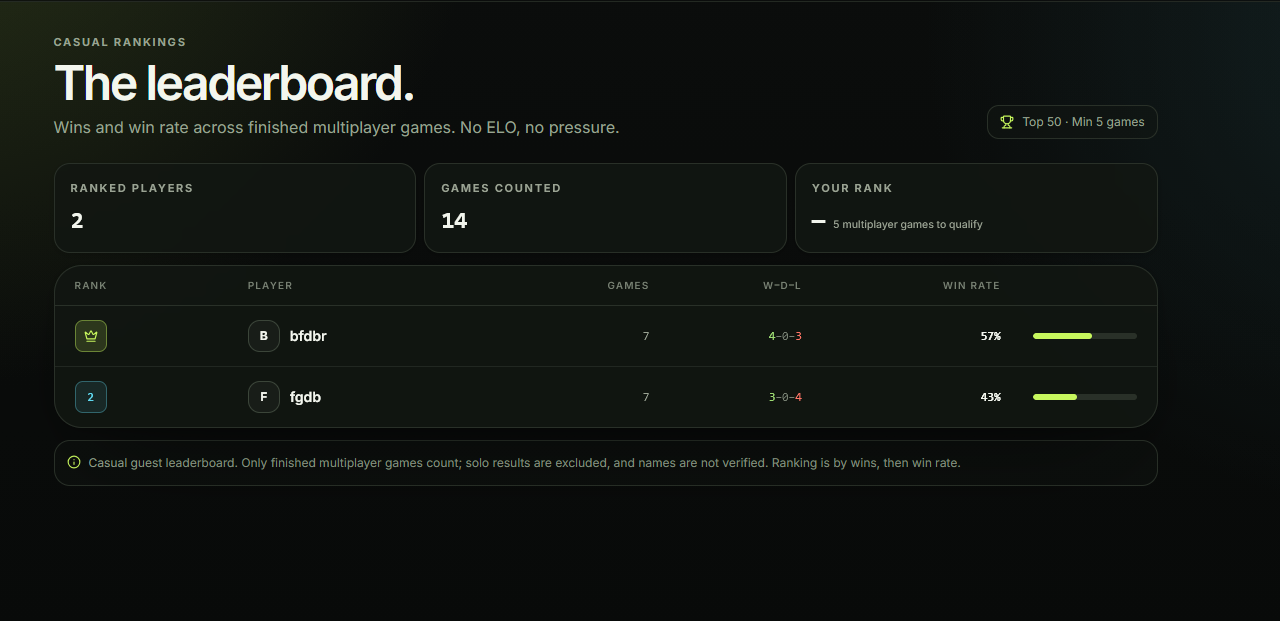 CASUAL RANKINGS
The leaderboard.
Wins and win rate across finished multiplayer games. No ELO, no pressure.
Top 50 · Min 5 games
RANKED PLAYERS
2
GAMES COUNTED
14
YOUR RANK
— 5 multiplayer games to qualify
RANK PLAYER GAMES W–D–L WIN RATE
B bfdbr 7 4–0–3 57%
2 F fgdb 7 3–0–4 43%
Casual guest leaderboard. Only finished multiplayer games count; solo results are excluded, and names are not verified. Ranking is by wins, then win rate.